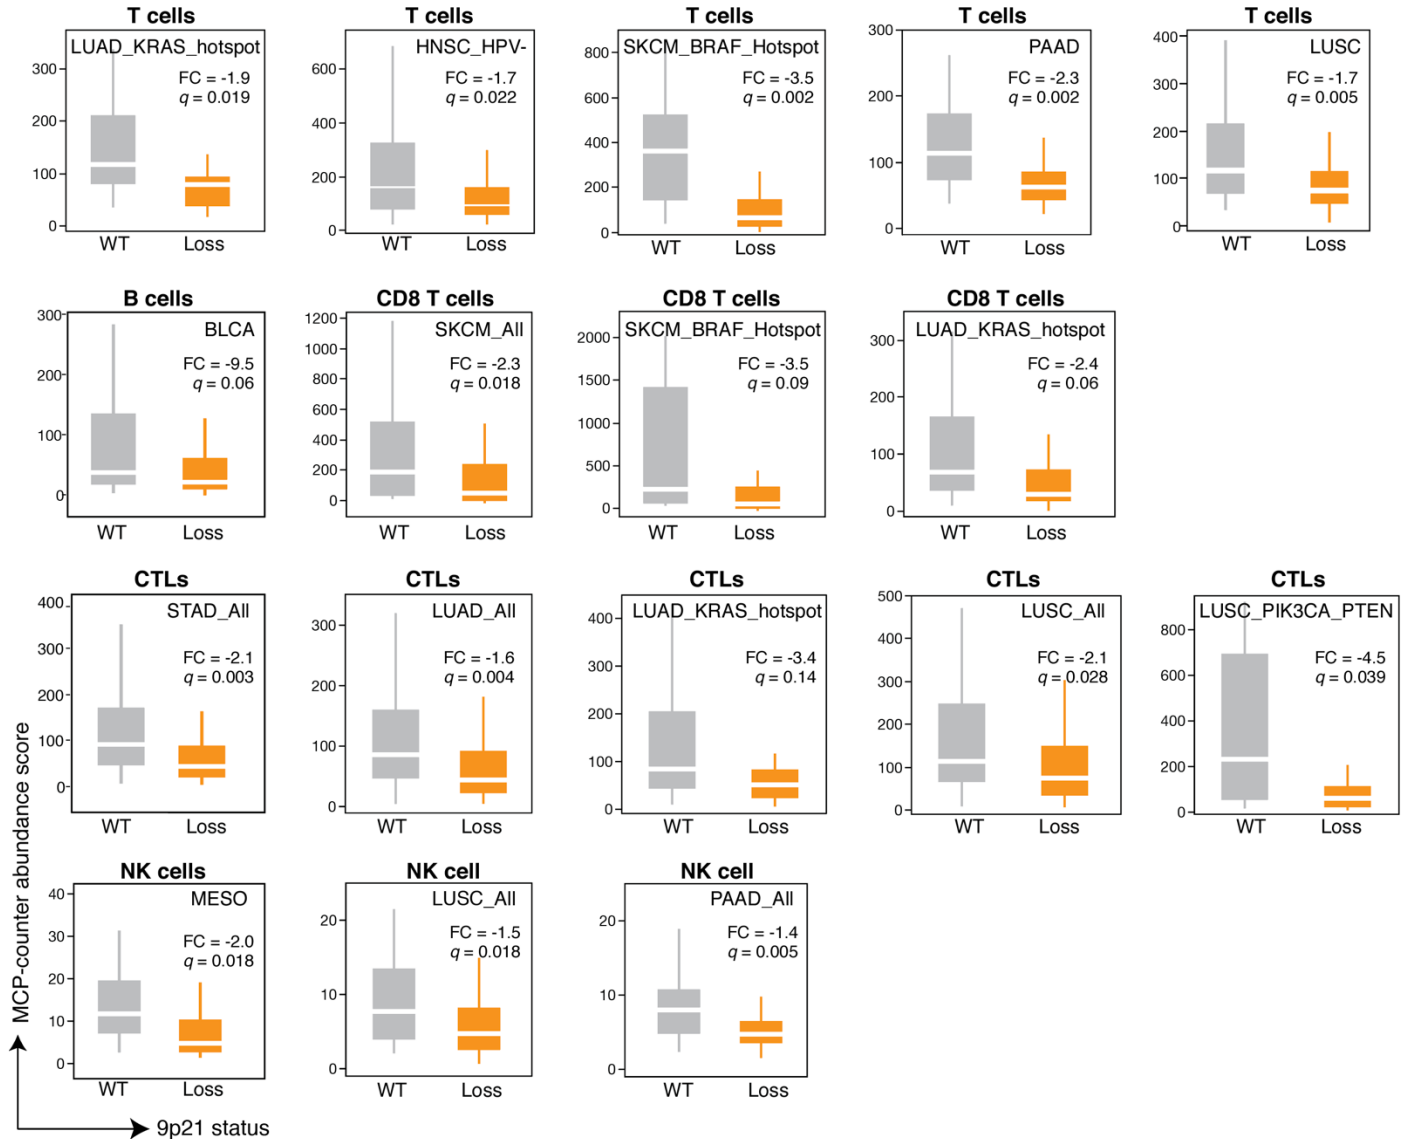 T cells
LUAD_KRAS_hotspot
FC = -1.9
q = 0.019
300
200
100
0
WT Loss
T cells
HNSC_HPV-
FC = -1.7
q = 0.022
600
400
200
0
WT Loss
T cells
SKCM_BRAF_Hotspot
FC = -3.5
q = 0.002
800
600
400
200
0
WT Loss
T cells
PAAD
FC = -2.3
q = 0.002
300
200
100
0
WT Loss
T cells
LUSC
FC = -1.7
q = 0.005
400
300
200
100
0
WT Loss
B cells
BLCA
FC = -9.5
q = 0.06
300
200
100
0
WT Loss
CD8 T cells
SKCM_All
FC = -2.3
q = 0.018
1200
1000
800
600
400
200
0
WT Loss
CD8 T cells
SKCM_BRAF_Hotspot
FC = -3.5
q = 0.09
2000
1500
1000
500
0
WT Loss
CD8 T cells
LUAD_KRAS_hotspot
FC = -2.4
q = 0.06
300
200
100
0
WT Loss
CTLs
STAD_All
FC = -2.1
q = 0.003
400
300
200
100
0
WT Loss
CTLs
LUAD_All
FC = -1.6
q = 0.004
300
200
100
0
WT Loss
CTLs
LUAD_KRAS_hotspot
FC = -3.4
q = 0.14
400
300
200
100
0
WT Loss
CTLs
LUSC_All
FC = -2.1
q = 0.028
500
400
300
200
100
0
WT Loss
CTLs
LUSC_PIK3CA_PTEN
FC = -4.5
q = 0.039
800
600
400
200
0
WT Loss
NK cells
MESO
FC = -2.0
q = 0.018
40
30
20
10
0
WT Loss
NK cell
LUSC_All
FC = -1.5
q = 0.018
20
10
0
WT Loss
NK cell
PAAD_All
FC = -1.4
q = 0.005
20
10
0
WT Loss
MCP-counter abundance score
9p21 status